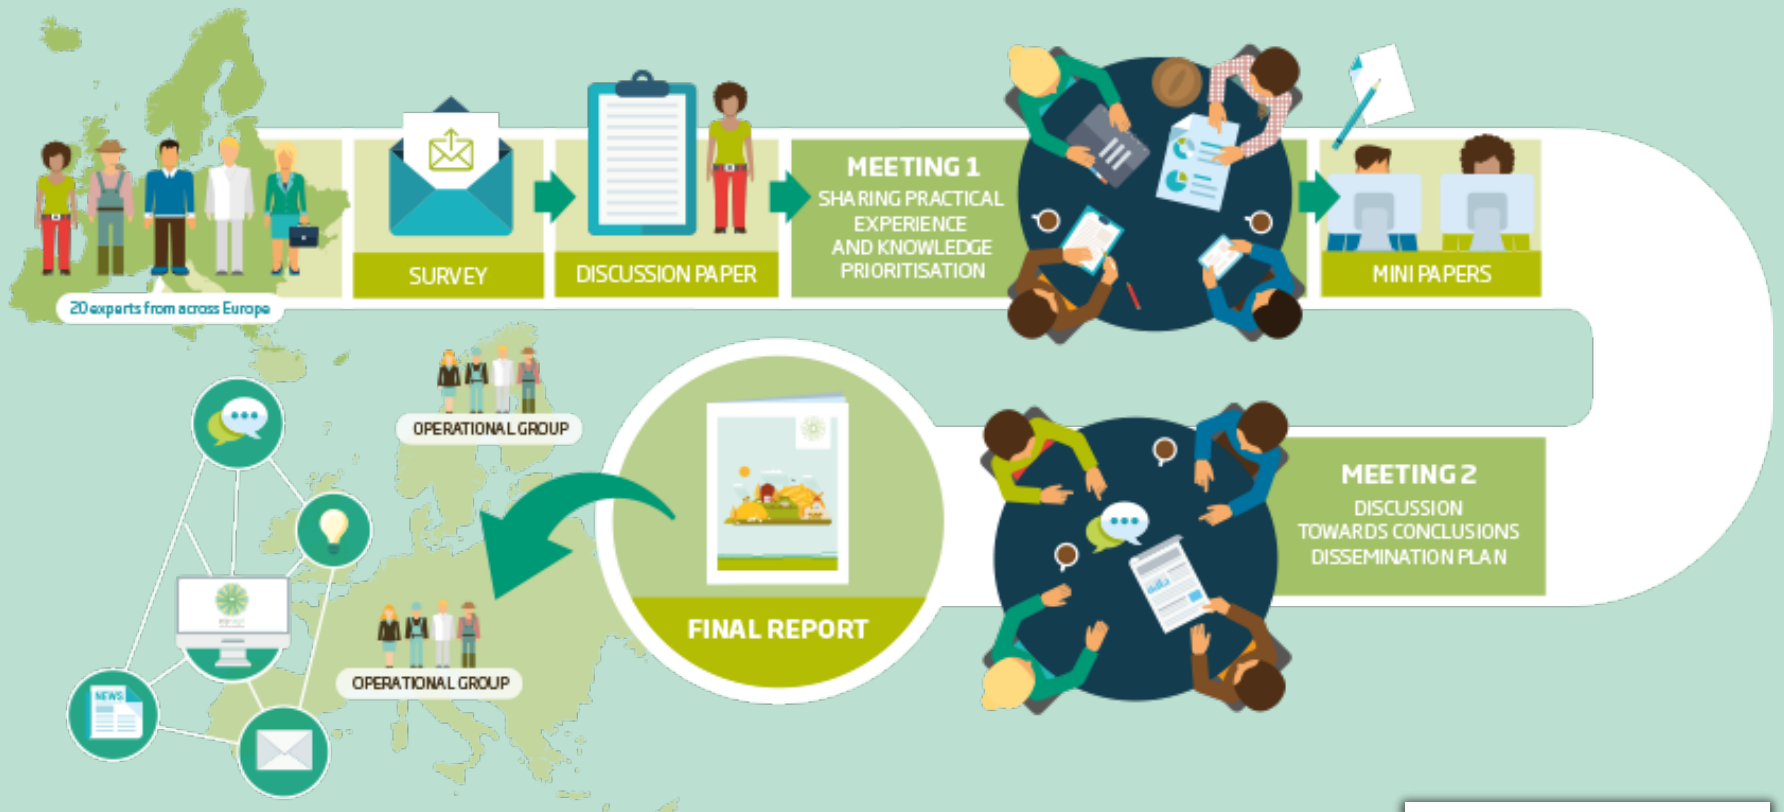 20 experts from across Europe
SURVEY
DISCUSSION PAPER
MEETING 1
SHARING PRACTICAL
EXPERIENCE
AND KNOWLEDGE
PRIORITISATION
MINI PAPERS
MEETING 2
DISCUSSION
TOWARDS CONCLUSIONS
DISSEMINATION PLAN
FINAL REPORT
OPERATIONAL GROUP
OPERATIONAL GROUP
NEWS